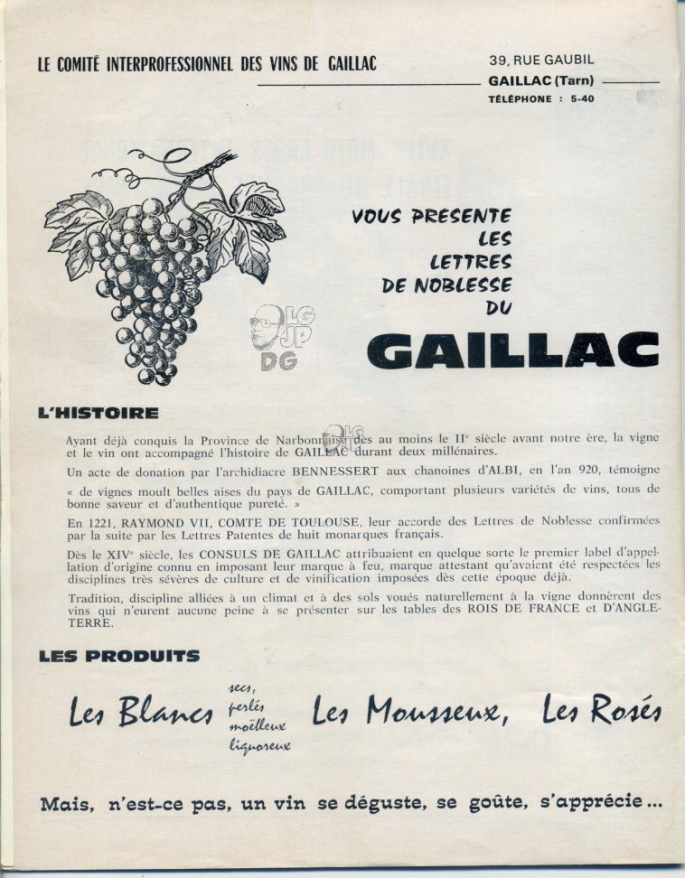 LE COMITÉ INTERPROFESSIONNEL DES VINS DE GAILLAC
39, RUE GAUBIL
GAILLAC (Tarn)
TÉLÉPHONE : 5-40
VOUS PRESENTE
LES
LETTRES
DE NOBLESSE
DU
GAILLAC
LG
JP
DG
L'HISTOIRE
Ayant déjà conquis la Province de Narbonnaise dès au moins le IIe siècle avant notre ère, la vigne
et le vin ont accompagné l'histoire de GAILLAC durant deux millénaires.
Un acte de donation par l'archidiacre BENNESSERT aux chanoines d'ALBI, en l'an 920, témoigne
« de vignes moult belles aises du pays de GAILLAC, comportant plusieurs variétés de vins, tous de
bonne saveur et d'authentique pureté. »
En 1221, RAYMOND VII, COMTE DE TOULOUSE, leur accorde des Lettres de Noblesse confirmées
par la suite par les Lettres Patentes de huit monarques français.
Dès le XIVe siècle, les CONSULS DE GAILLAC attribuaient en quelque sorte le premier label d'appel-
lation d'origine connu en imposant leur marque à feu, marque attestant qu'avaient été respectées les
disciplines très sévères de culture et de vinification imposées dès cette époque déjà.
Tradition, discipline alliées à un climat et à des sols voués naturellement à la vigne donnèrent des
vins qui n'eurent aucune peine à se présenter sur les tables des ROIS DE FRANCE et D'ANGLE-
TERRE.
LES PRODUITS
Les Blancs
secs,
perlés
moëlleux
liquoreux
Les Mousseux, Les Rosés
Mais, n'est-ce pas, un vin se déguste, se goûte, s'apprécie...